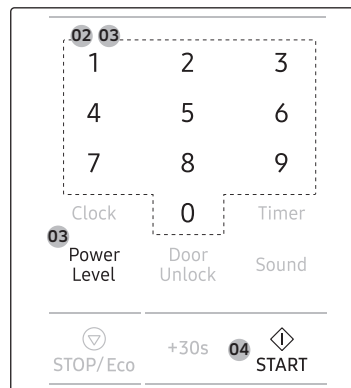 02 03
1 2 3
4 5 6
7 8 9
Clock 0 Timer
03
Power Level Door Unlock Sound
STOP/Eco +30s 04 START